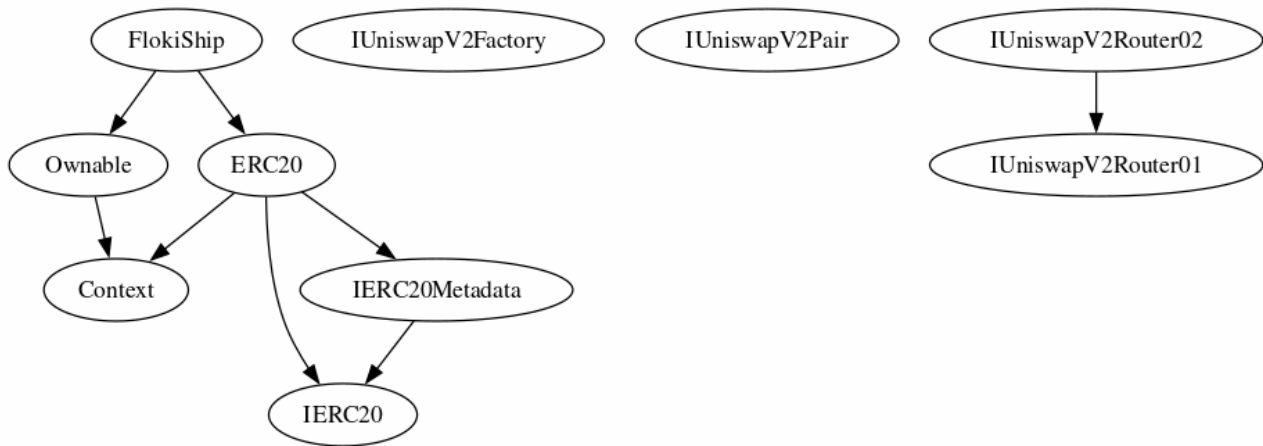 FlokiShip
IUniswapV2Factory
IUniswapV2Pair
IUniswapV2Router02
Ownable
ERC20
IUniswapV2Router01
Context
IERC20Metadata
IERC20